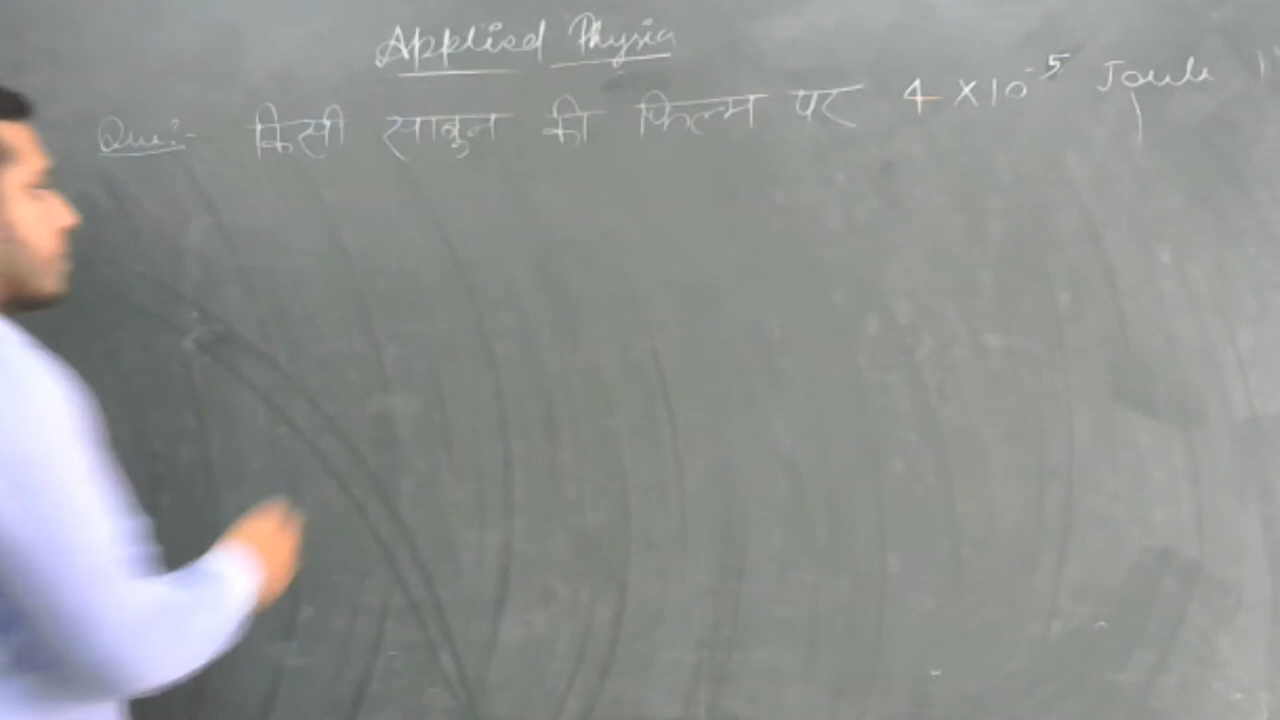 Applied Physics
Que?- किसी साबुन की फिल्म पर 4 × 10⁻⁵ Joule